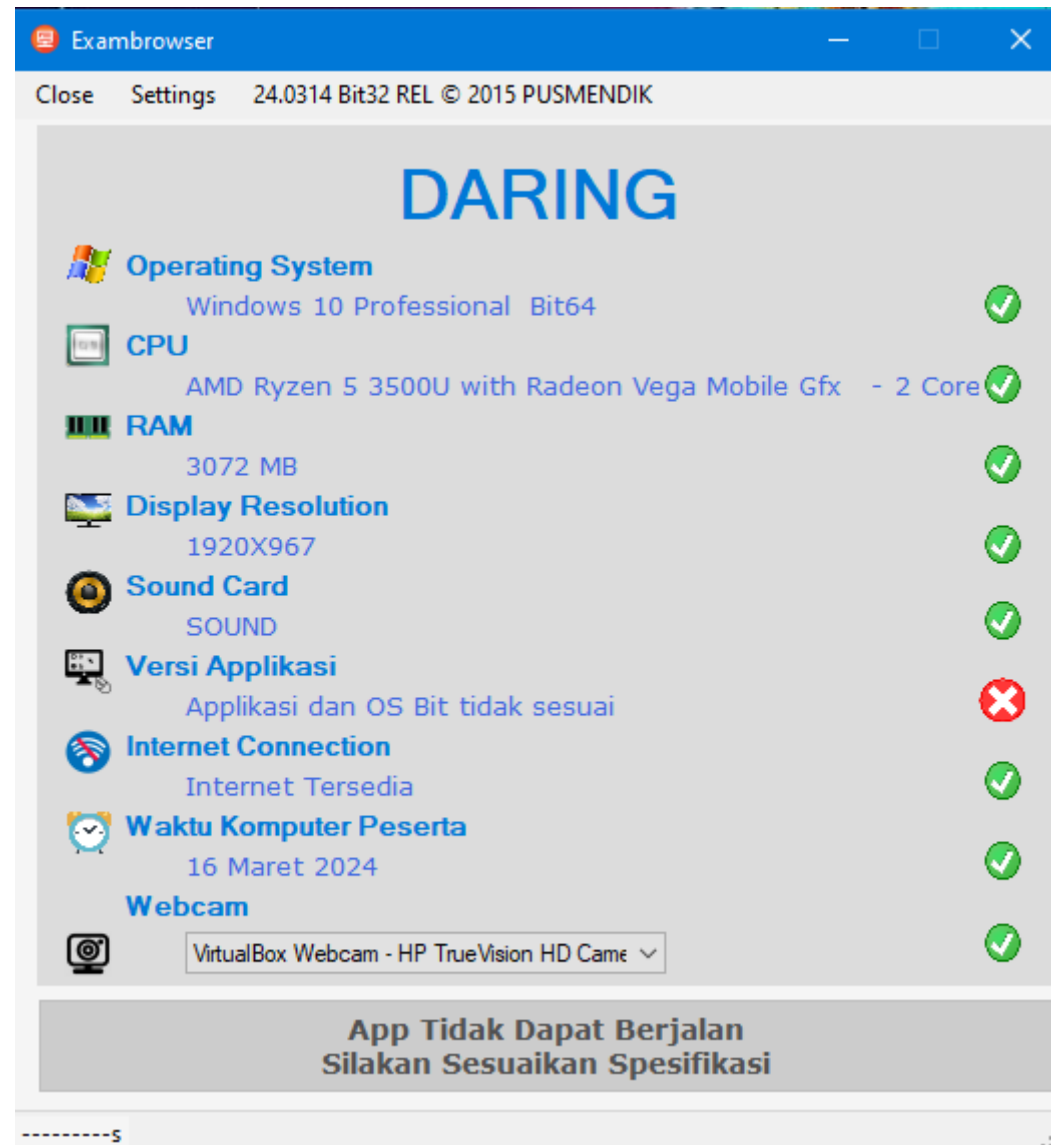 Exambrowser
Close Settings 24.0314 Bit32 REL © 2015 PUSMENDIK
DARING
Operating System
Windows 10 Professional Bit64
CPU
AMD Ryzen 5 3500U with Radeon Vega Mobile Gfx - 2 Core
RAM
3072 MB
Display Resolution
1920X967
Sound Card
SOUND
Versi Applikasi
Applikasi dan OS Bit tidak sesuai
Internet Connection
Internet Tersedia
Waktu Komputer Peserta
16 Maret 2024
Webcam
VirtualBox Webcam - HP TrueVision HD Came
App Tidak Dapat Berjalan
Silakan Sesuaikan Spesifikasi
---------s